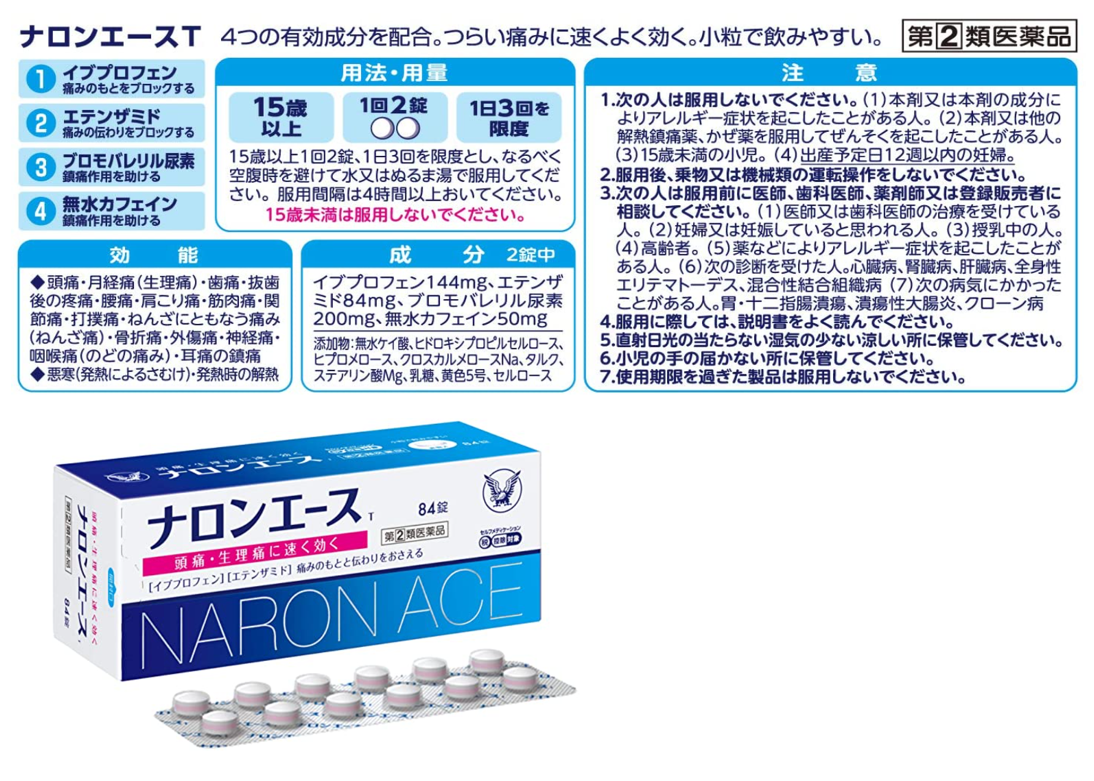 ナロンエースT 4つの有効成分を配合。つらい痛みに速くよく効く。小粒で飲みやすい。 第②類医薬品
1 イブプロフェン
痛みのもとをブロックする
2 エテンザミド
痛みの伝わりをブロックする
3 ブロモバレリル尿素
鎮痛作用を助ける
4 無水カフェイン
鎮痛作用を助ける
用法・用量
15歳以上
1回2錠
1日3回を限度
15歳以上1回2錠、1日3回を限度とし、なるべく
空腹時を避けて水又はぬるま湯で服用してくだ
さい。服用間隔は4時間以上おいてください。
15歳未満は服用しないでください。
効能
◆頭痛・月経痛(生理痛)・歯痛・抜歯
後の疼痛・腰痛・肩こり痛・筋肉痛・関
節痛・打撲痛・ねんざにともなう痛み
(ねんざ痛)・骨折痛・外傷痛・神経痛・
咽喉痛(のどの痛み)・耳痛の鎮痛
◆悪寒(発熱によるさむけ)・発熱時の解熱
成分 2錠中
イブプロフェン144mg、エテンザ
ミド84mg、ブロモバレリル尿素
200mg、無水カフェイン50mg
添加物:無水ケイ酸、ヒドロキシプロピルセルロース、
ヒプロメロース、クロスカルメロースNa、タルク、
ステアリン酸Mg、乳糖、黄色5号、セルロース
注意
1.次の人は服用しないでください。(1)本剤又は本剤の成分に
よりアレルギー症状を起こしたことがある人。(2)本剤又は他の
解熱鎮痛薬、かぜ薬を服用してぜんそくを起こしたことがある人。
(3)15歳未満の小児。(4)出産予定日12週以内の妊婦。
2.服用後、乗物又は機械類の運転操作をしないでください。
3.次の人は服用前に医師、歯科医師、薬剤師又は登録販売者に
相談してください。(1)医師又は歯科医師の治療を受けている
人。(2)妊婦又は妊娠していると思われる人。(3)授乳中の人。
(4)高齢者。(5)薬などによりアレルギー症状を起こしたことが
ある人。(6)次の診断を受けた人。心臓病、腎臓病、肝臓病、全身性
エリテマトーデス、混合性結合組織病 (7)次の病気にかかった
ことがある人。胃・十二指腸潰瘍、潰瘍性大腸炎、クローン病
4.服用に際しては、説明書をよく読んでください。
5.直射日光の当たらない湿気の少ない涼しい所に保管してください。
6.小児の手の届かない所に保管してください。
7.使用期限を過ぎた製品は服用しないでください。
頭痛・生理痛に速く効く
ナロンエース
84錠
ナロンエースT
84錠
第②類医薬品
セルフメディケーション
税 控除 対象
頭痛・生理痛に速く効く
[イブプロフェン][エテンザミド] 痛みのもとと伝わりをおさえる
NARON ACE
第②類医薬品
頭痛・生理痛に速く効く
ナロンエース
84錠